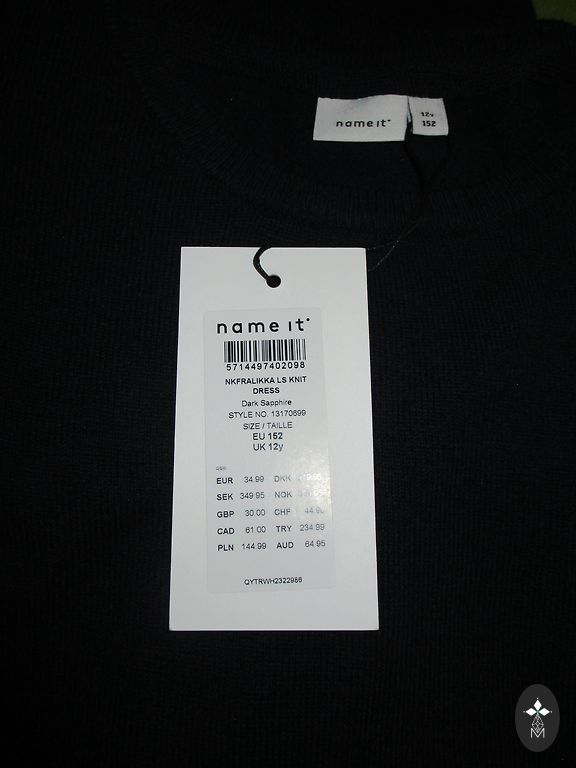 name it
12y
152
name it
5714497402098
NKFRALIKKA LS KNIT
DRESS
Dark Sapphire
STYLE NO. 13170699
SIZE / TAILLE
EU 152
UK 12y
EUR 34.99 DKK
SEK 349.95 NOK
GBP 30.00 CHF
CAD 61.00 TRY 234.99
PLN 144.99 AUD 64.95
QYTRWH2322986
M